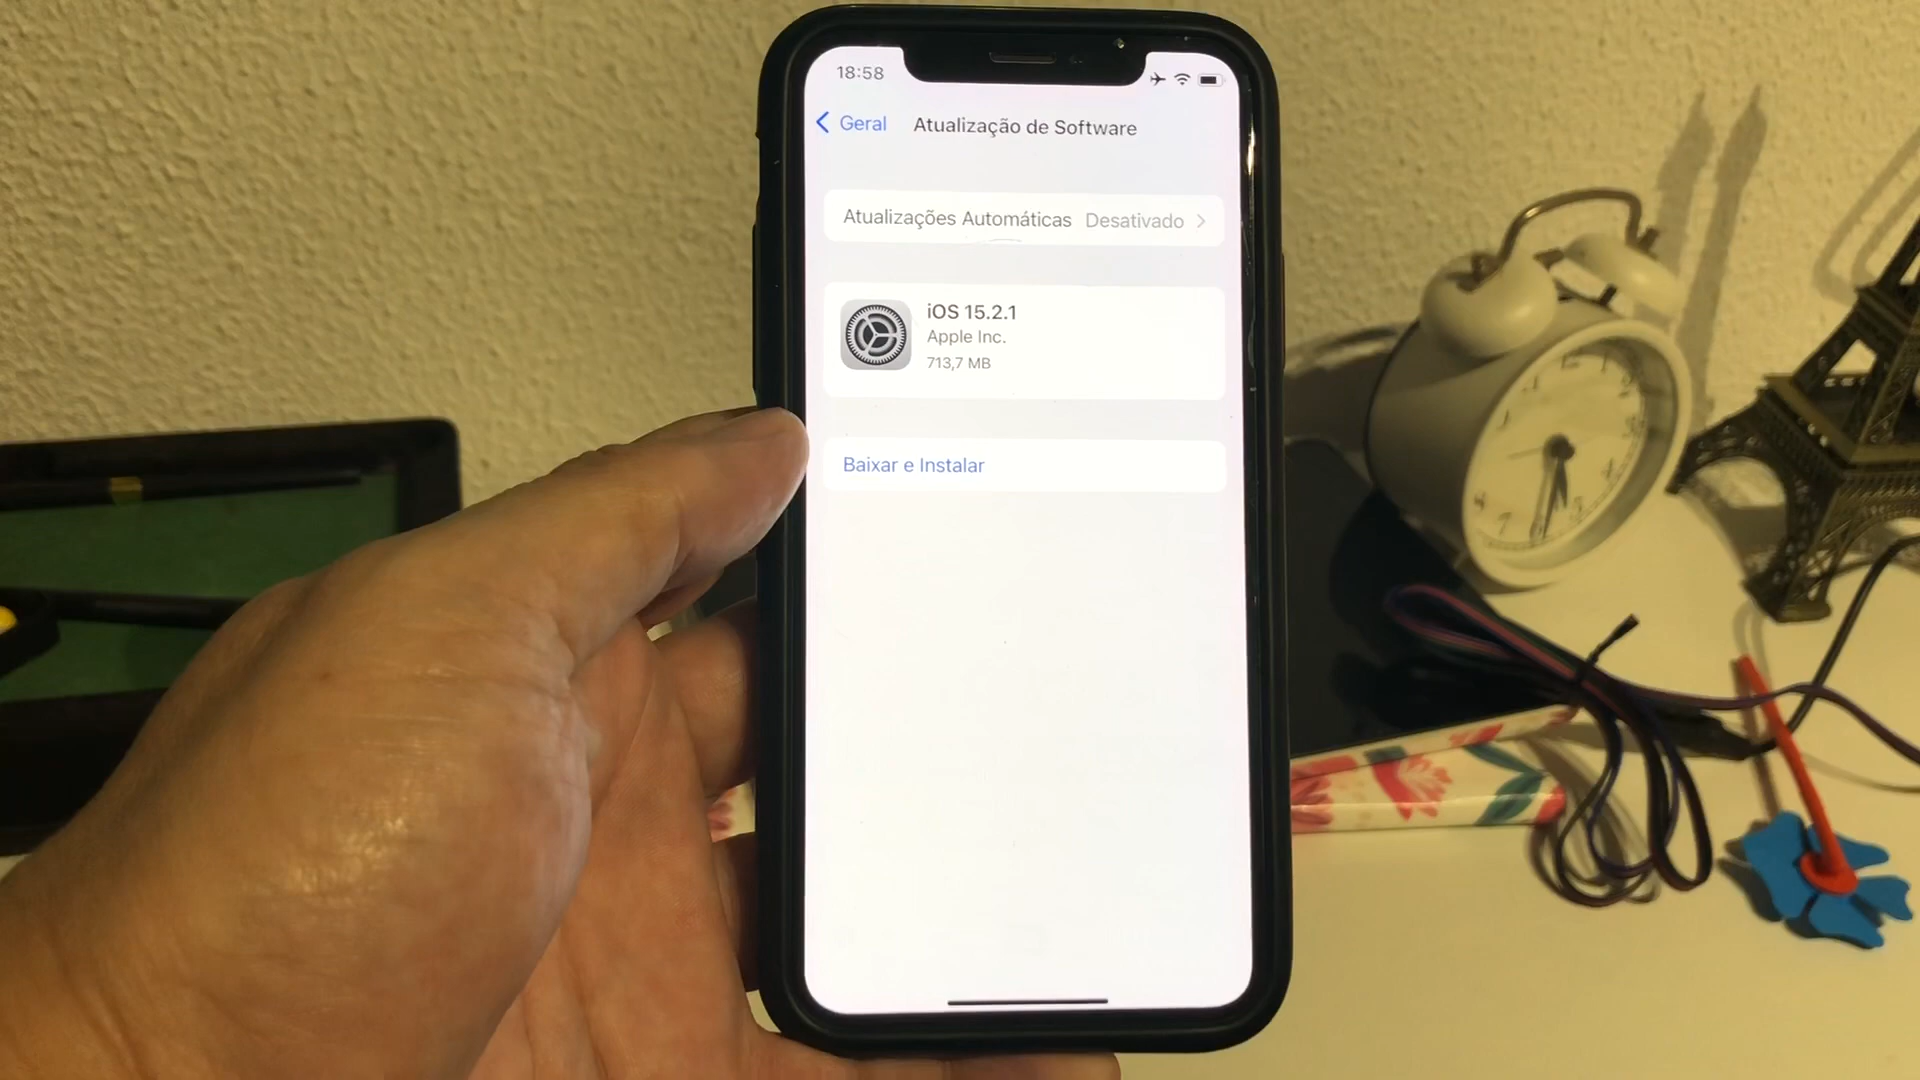 18:58
Geral
Atualização de Software
Atualizações Automáticas Desativado
iOS 15.2.1
Apple Inc.
713,7 MB
Baixar e Instalar